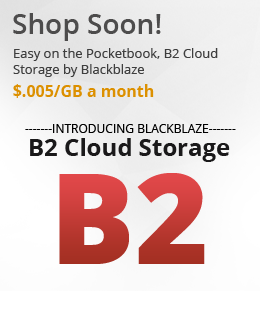 Shop Soon!
Easy on the Pocketbook, B2 Cloud
Storage by Blackblaze
$.005/GB a month
-------INTRODUCING BLACKBLAZE-------
B2 Cloud Storage
B2